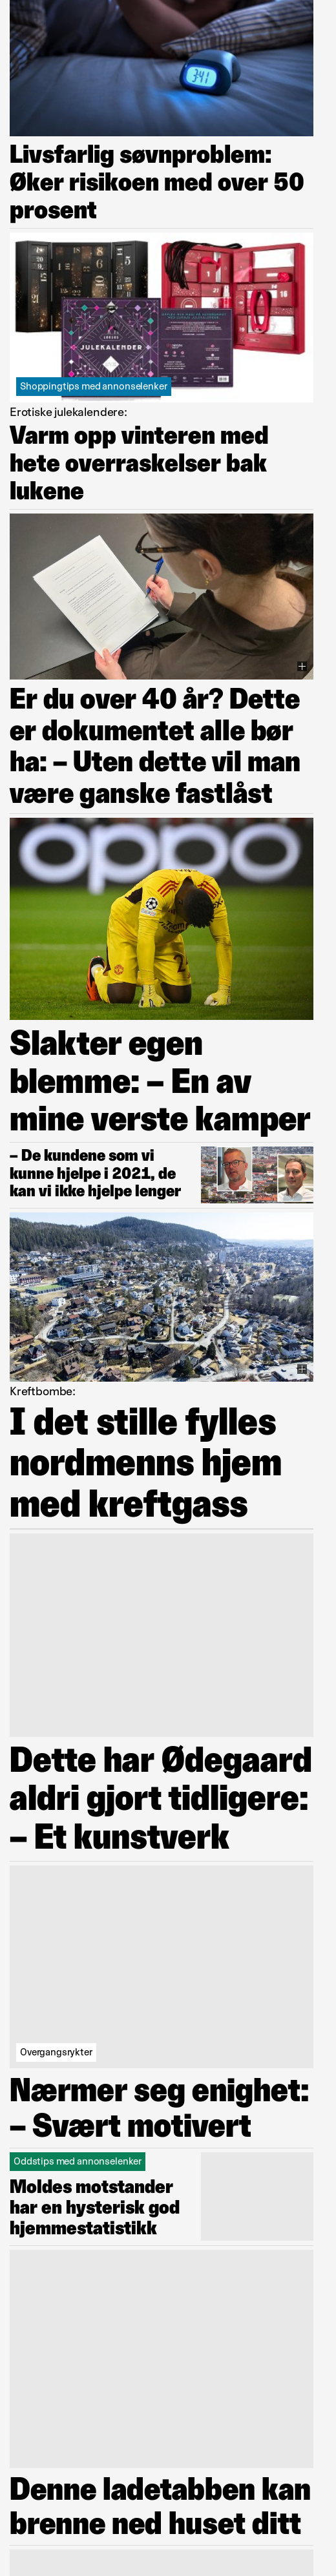 3:41
Livsfarlig søvnproblem:
Øker risikoen med over 50
prosent
JULEKALENDER
Shoppingtips med annonselenker
Erotiske julekalendere:
Varm opp vinteren med
hete overraskelser bak
lukene
Er du over 40 år? Dette
er dokumentet alle bør
ha: – Uten dette vil man
være ganske fastlåst
oppo
Slakter egen
blemme: – En av
mine verste kamper
– De kundene som vi
kunne hjelpe i 2021, de
kan vi ikke hjelpe lenger
Kreftbombe:
I det stille fylles
nordmenns hjem
med kreftgass
Dette har Ødegaard
aldri gjort tidligere:
– Et kunstverk
Overgangsrykter
Nærmer seg enighet:
– Svært motivert
Oddstips med annonselenker
Moldes motstander
har en hysterisk god
hjemmestatistikk
Denne ladetabben kan
brenne ned huset ditt